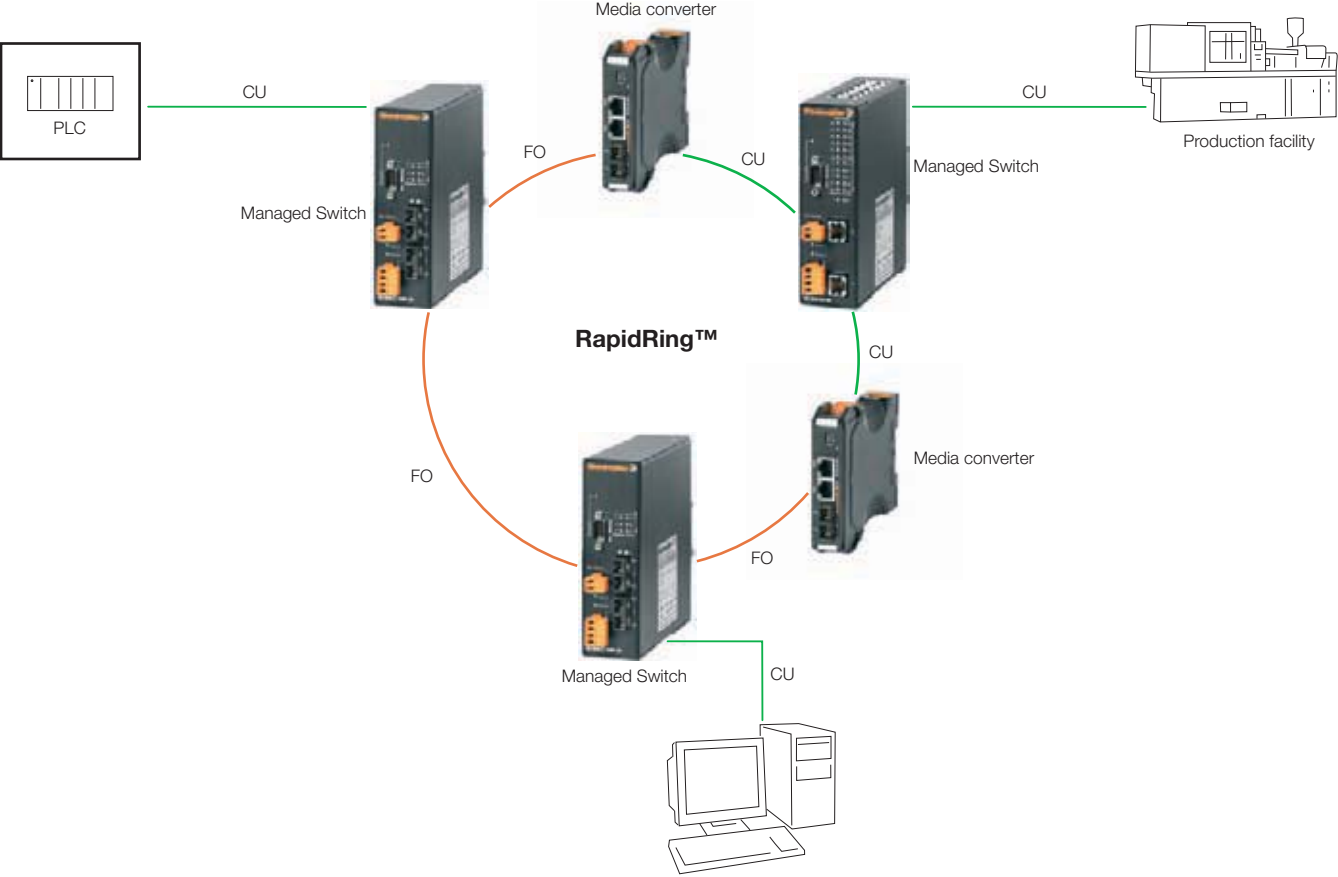 Media converter
CU
CU
PLC
Production facility
FO
CU
Managed Switch
Managed Switch
RapidRing™
CU
Media converter
FO
FO
Managed Switch
CU